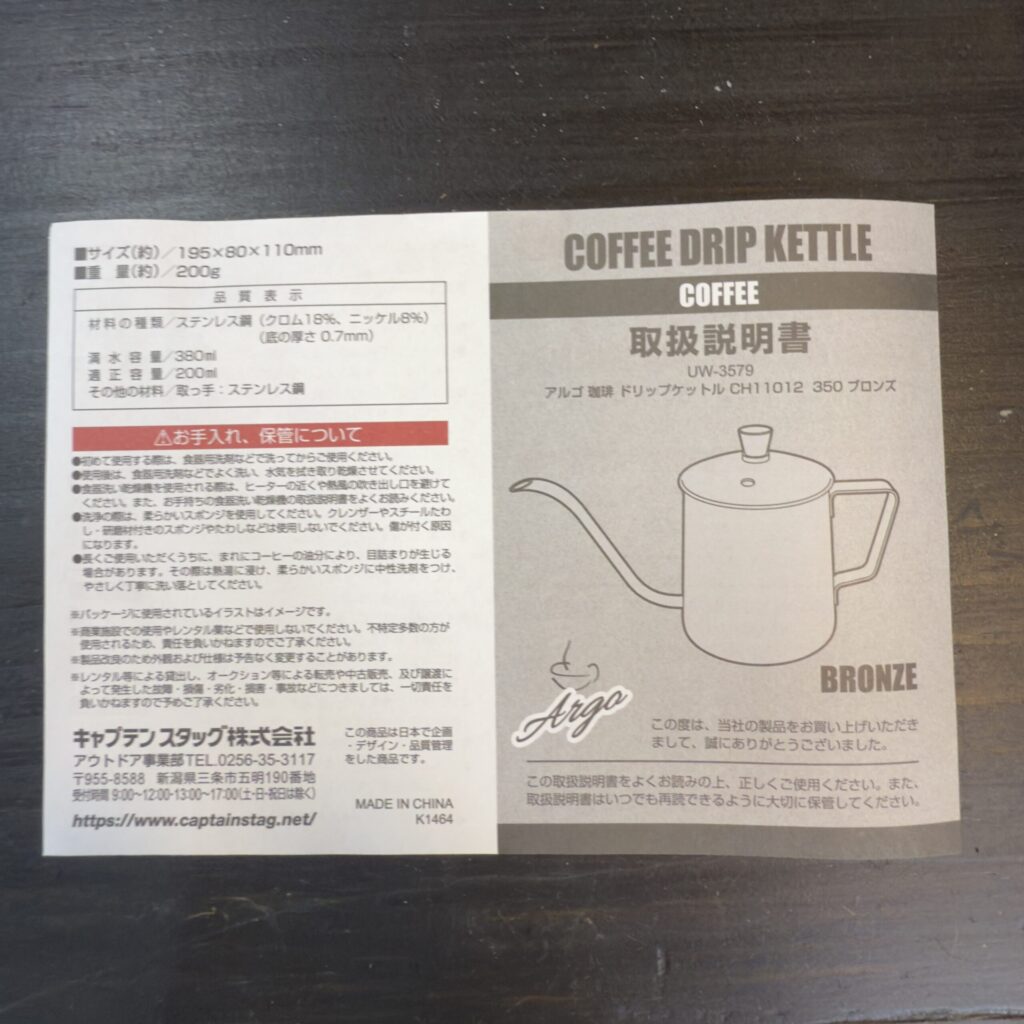 ■サイズ(約)/195×80×110mm
■重 量(約)/200g
品 質 表 示
材料の種類/ステンレス鋼(クロム18%、ニッケル8%)
(底の厚さ 0.7mm)
満 水 容 量/380㎖
適 正 容 量/200㎖
その他の材料/取っ手:ステンレス鋼
⚠お手入れ、保管について
●初めて使用する際は、食器用洗剤などで洗ってからご使用ください。
●使用後は、食器用洗剤などでよく洗い、水気を拭き取り乾燥させてください。
●食器洗い乾燥機を使用される際は、ヒーターの近くや熱風の吹き出し口を避けて
ください。また、お手持ちの食器洗い乾燥機の取扱説明書をよくお読みください。
●洗浄の際は、柔らかいスポンジを使用してください。クレンザーやスチールたわ
し・研磨材付きのスポンジやたわしなどは使用しないでください。傷が付く原因
になります。
●長くご使用いただくうちに、まれにコーヒーの油分により、目詰まりが生じる
場合があります。その際は熱湯に浸け、柔らかいスポンジに中性洗剤をつけ、
やさしく丁寧に洗い落としてください。
※パッケージに使用されているイラストはイメージです。
※商業施設での使用やレンタル業などで使用しないでください。不特定多数の方が
使用されるため、責任を負いかねますのでご了承ください。
※製品改良のため外観および仕様は予告なく変更することがあります。
※レンタル等による貸出し、オークション等による転売や中古販売、及び譲渡に
よって発生した故障・損傷・劣化・損害・事故などにつきましては、一切責任を
負いかねますので予めご了承ください。
キャプテンスタッグ株式会社
アウトドア事業部TEL.0256-35-3117
〒955-8588 新潟県三条市五明190番地
受付時間 9:00〜12:00・13:00〜17:00(土・日・祝日は除く)
https://www.captainstag.net/
この商品は日本で企画
・デザイン・品質管理
をした商品です。
MADE IN CHINA
K1464
COFFEE DRIP KETTLE
COFFEE
取扱説明書
UW-3579
アルゴ 珈琲 ドリップケットル CH11012 350 ブロンズ
BRONZE
Argo
この度は、当社の製品をお買い上げいただき
まして、誠にありがとうございました。
この取扱説明書をよくお読みの上、正しくご使用ください。また、
取扱説明書はいつでも再読できるように大切に保管してください。